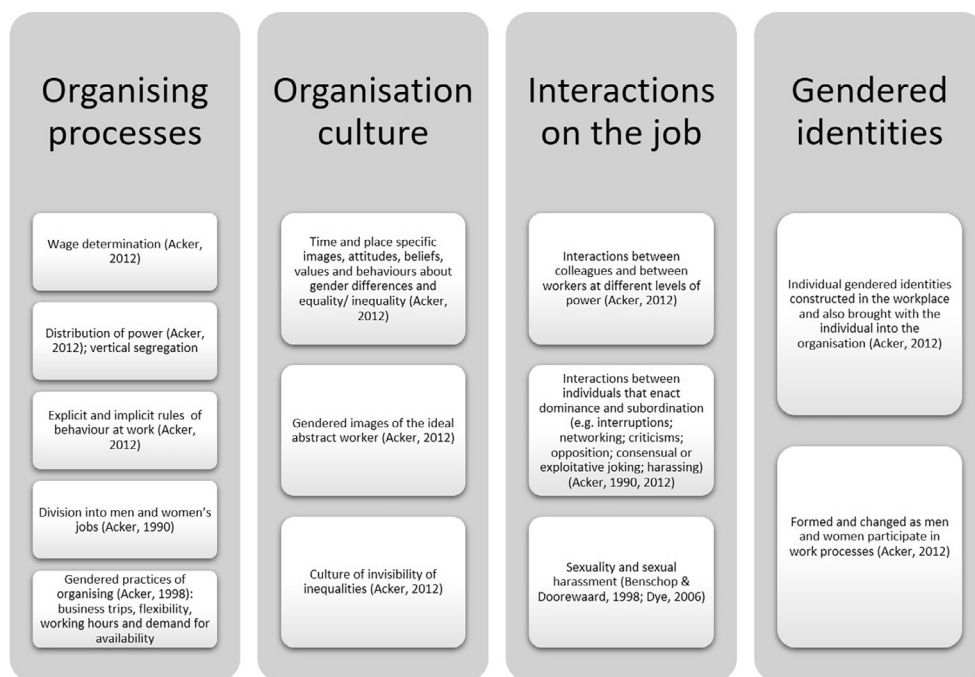 Organising
processes
Wage determination (Acker,
2012)
Distribution of power (Acker,
2012); vertical segregation
Explicit and implicit rules of
behaviour at work (Acker,
2012)
Division into men and women's
jobs (Acker, 1990)
Gendered practices of
organising (Acker, 1998):
business trips, flexibility,
working hours and demand for
availability
Organisation
culture
Time and place specific
images, attitudes, beliefs,
values and behaviours about
gender differences and
equality/ inequality (Acker,
2012)
Gendered images of the ideal
abstract worker (Acker, 2012)
Culture of invisibility of
inequalities (Acker, 2012)
Interactions
on the job
Interactions between
colleagues and between
workers at different levels of
power (Acker, 2012)
Interactions between
individuals that enact
dominance and subordination
(e.g. interruptions;
networking; criticisms;
opposition; consensual or
exploitative joking; harassing)
(Acker, 1990, 2012)
Sexuality and sexual
harassment (Benschop &
Doorewaard, 1998; Dye, 2006)
Gendered
identities
Individual gendered identities
constructed in the workplace
and also brought with the
individual into the
organisation (Acker, 2012)
Formed and changed as men
and women participate in
work processes (Acker, 2012)